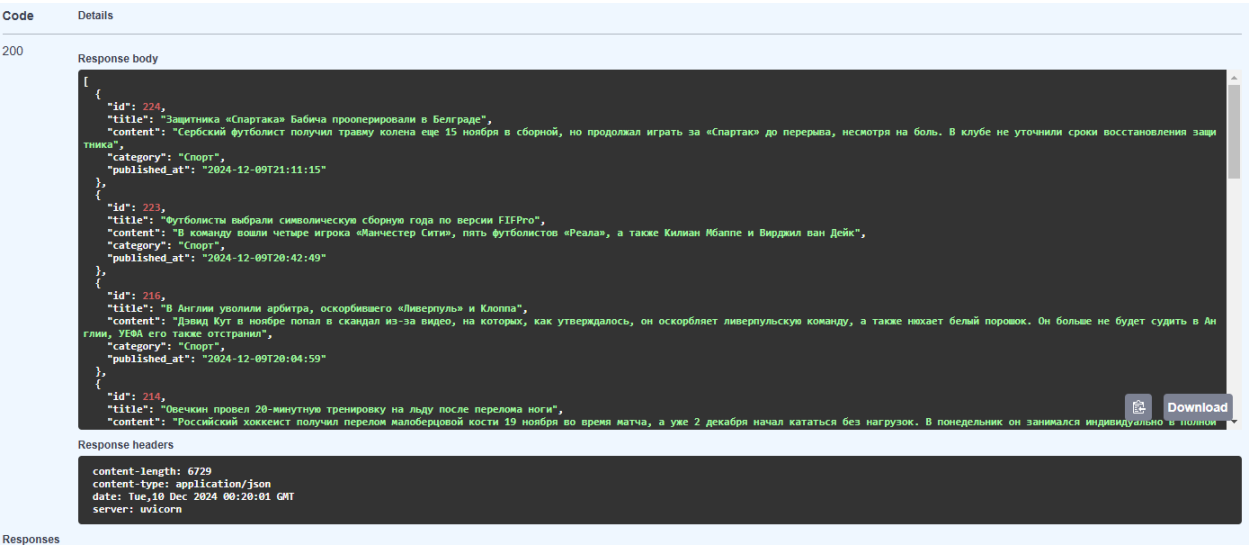 Code Details
200
Response body
[
{
"id": 224,
"title": "Защитника «Спартака» Бабича прооперировали в Белграде",
"content": "Сербский футболист получил травму колена еще 15 ноября в сборной, но продолжал играть за «Спартак» до перерыва, несмотря на боль. В клубе не уточнили сроки восстановления защи
тника",
"category": "Спорт",
"published_at": "2024-12-09T21:11:15"
},
{
"id": 223,
"title": "Футболисты выбрали символическую сборную года по версии FIFPro",
"content": "В команду вошли четыре игрока «Манчестер Сити», пять футболистов «Реала», а также Килиан Мбаппе и Вирджил ван Дейк",
"category": "Спорт",
"published_at": "2024-12-09T20:42:49"
},
{
"id": 216,
"title": "В Англии уволили арбитра, оскорбившего «Ливерпуль» и Клоппа",
"content": "Дэвид Кут в ноябре попал в скандал из-за видео, на которых, как утверждалось, он оскорбляет ливерпульскую команду, а также нюхает белый порошок. Он больше не будет судить в Ан
глии, УЕФА его также отстранил",
"category": "Спорт",
"published_at": "2024-12-09T20:04:59"
},
{
"id": 214,
"title": "Овечкин провел 20-минутную тренировку на льду после перелома ноги",
"content": "Российский хоккеист получил перелом малоберцовой кости 19 ноября во время матча, а уже 2 декабря начал кататься без нагрузок. В понедельник он занимался индивидуально в полной
Download
Response headers
content-length: 6729
content-type: application/json
date: Tue,10 Dec 2024 00:20:01 GMT
server: uvicorn
Responses